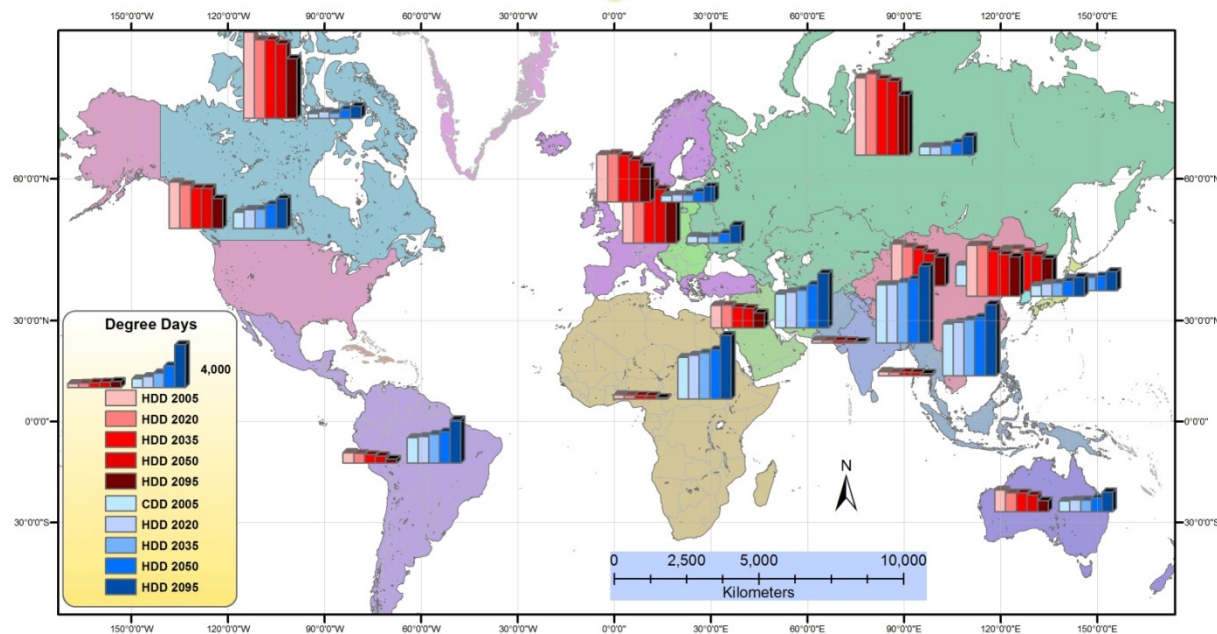 150°0'0"W 120°0'0"W 90°0'0"W 60°0'0"W 30°0'0"W 0°0'0" 30°0'0"E 60°0'0"E 90°0'0"E 120°0'0"E 150°0'0"E
60°0'0"N 60°0'0"N
30°0'0"N 30°0'0"N
Degree Days
4,000
HDD 2005
HDD 2020
HDD 2035
HDD 2050
HDD 2095
CDD 2005
HDD 2020
HDD 2035
HDD 2050
HDD 2095
0°0'0" 0°0'0"
N
30°0'0"S 30°0'0"S
0 2,500 5,000 10,000
Kilometers
150°0'0"W 120°0'0"W 90°0'0"W 60°0'0"W 30°0'0"W 0°0'0" 30°0'0"E 60°0'0"E 90°0'0"E 120°0'0"E 150°0'0"E